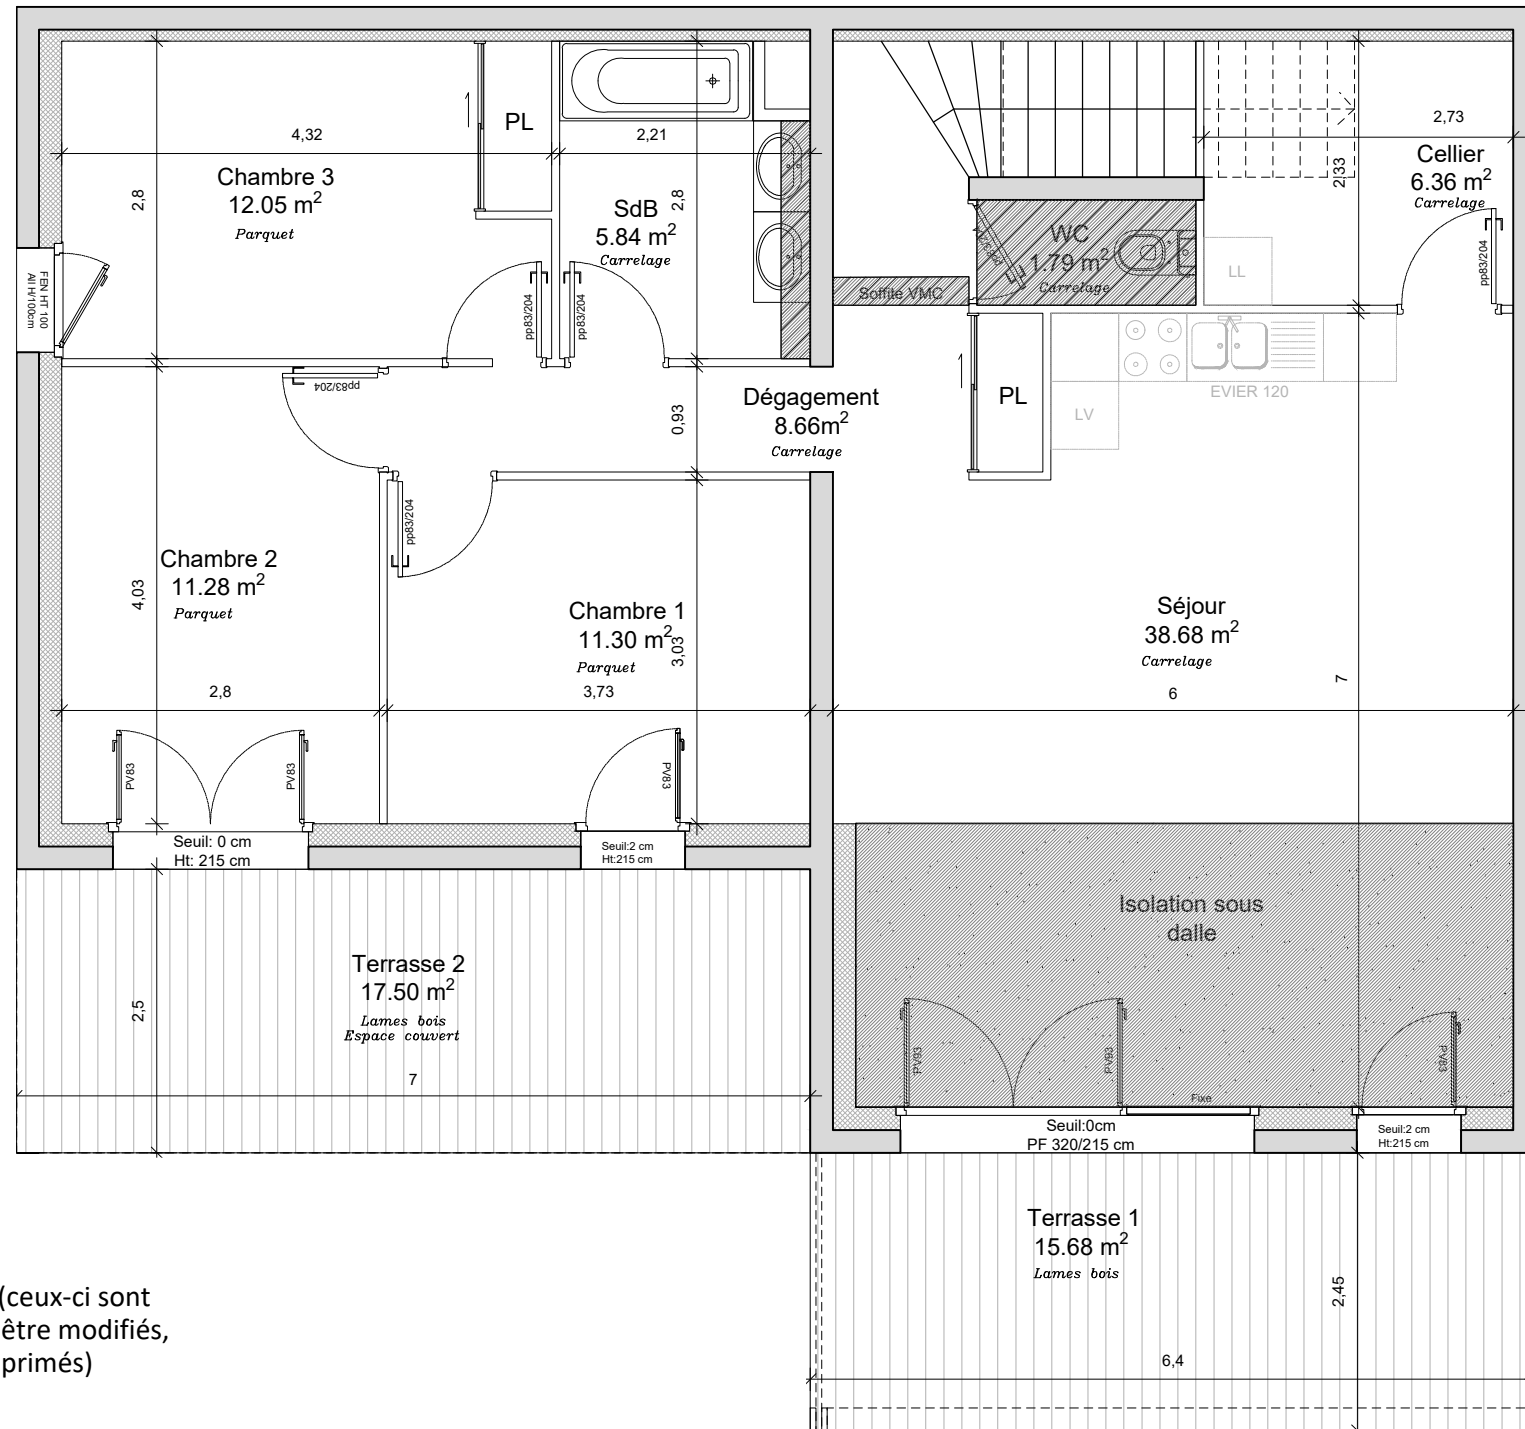 4,32
PL
2,21
2,73
Chambre 3
12.05 m²
Parquet
2,8
SdB
5.84 m²
Carrelage
2,8
2,33
Cellier
6.36 m²
Carrelage
WC
1.79 m²
Carrelage
pp83/204
LL
pp83/204
FEN HT 100
All H/100cm
pp83/204
pp83/204
Soffite VMC
pp83/204
Dégagement
8.66m²
Carrelage
0,93
PL
LV
EVIER 120
pp83/204
Chambre 2
11.28 m²
Parquet
4,03
Chambre 1
11.30 m²
Parquet
3,03
Séjour
38.68 m²
Carrelage
2,8
3,73
6
7
PV83
PV83
PV83
Seuil: 0 cm
Ht: 215 cm
Seuil:2 cm
Ht:215 cm
Isolation sous
dalle
Terrasse 2
17.50 m²
Lames bois
Espace couvert
2,5
7
PV93
PV93
PV83
Fixe
Seuil:0cm
PF 320/215 cm
Seuil:2 cm
Ht:215 cm
Terrasse 1
15.68 m²
Lames bois
2,45
6,4
(ceux-ci sont
être modifiés,
primés)